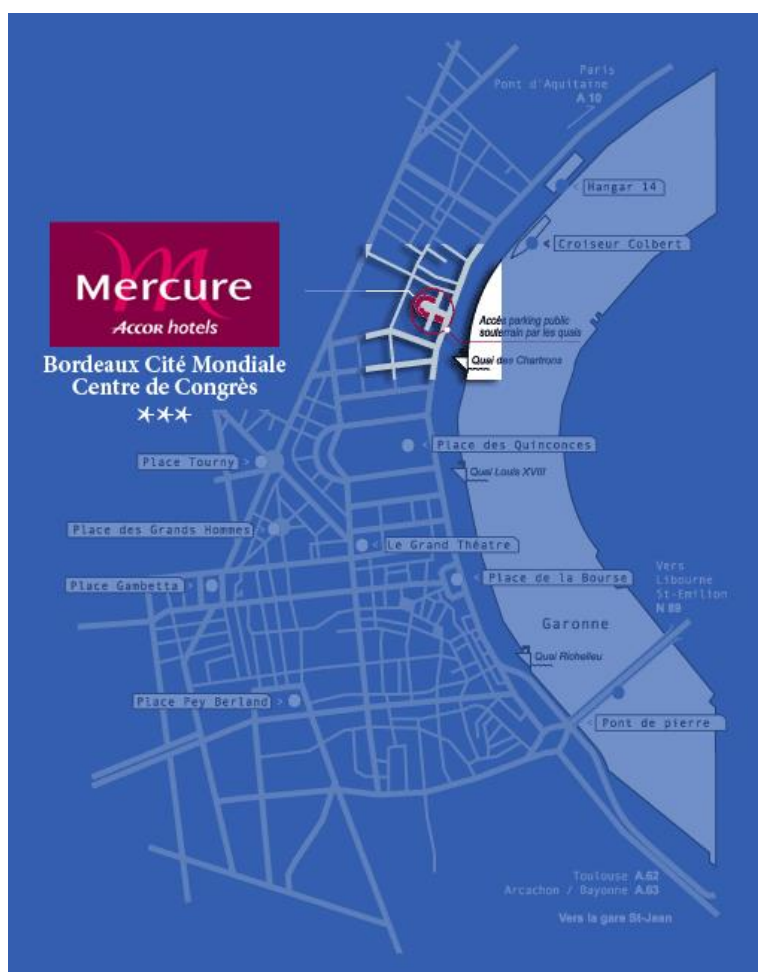 Paris
Pont d'Aquitaine
A 10
Hangar 14
Croiseur Colbert
Mercure
Accor hotels
Bordeaux Cité Mondiale
Centre de Congrès
Accès parking public
souterrain par les quais
Quai des Chartrons
Place des Quinconces
Place Tourny
Quai Louis XVIII
Place des Grands Hommes
Le Grand Théatre
Place Gambetta
Place de la Bourse
Vers
Libourne
St-Emilion
N 89
Garonne
Quai Richelieu
Place Pey Berland
Pont de pierre
Toulouse A.62
Arcachon / Bayonne A.63
Vers la gare St-Jean